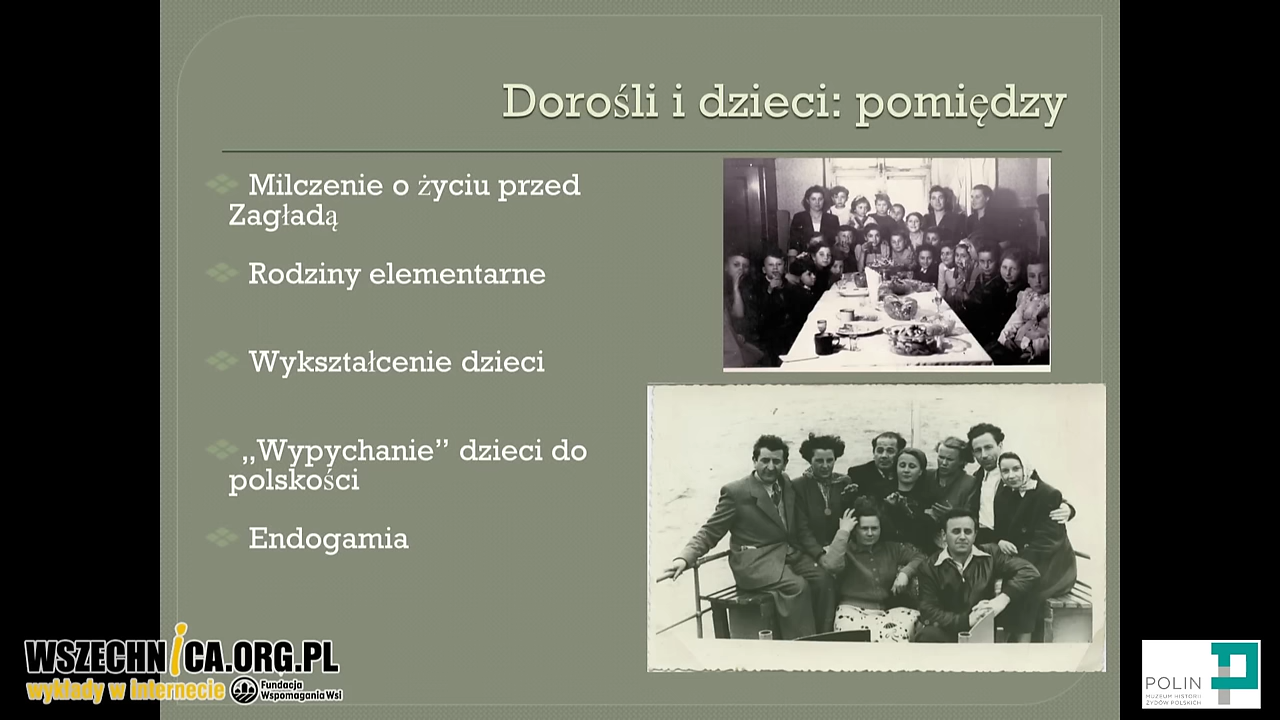 Dorośli i dzieci: pomiędzy
Milczenie o życiu przed
Zagładą
Rodziny elementarne
Wykształcenie dzieci
„Wypychanie” dzieci do
polskości
Endogamia
WSZECHNICA.ORG.PL
wykłady w internecie
Fundacja
Wspomagania Wsi
POLIN
MUZEUM HISTORII
ŻYDÓW POLSKICH